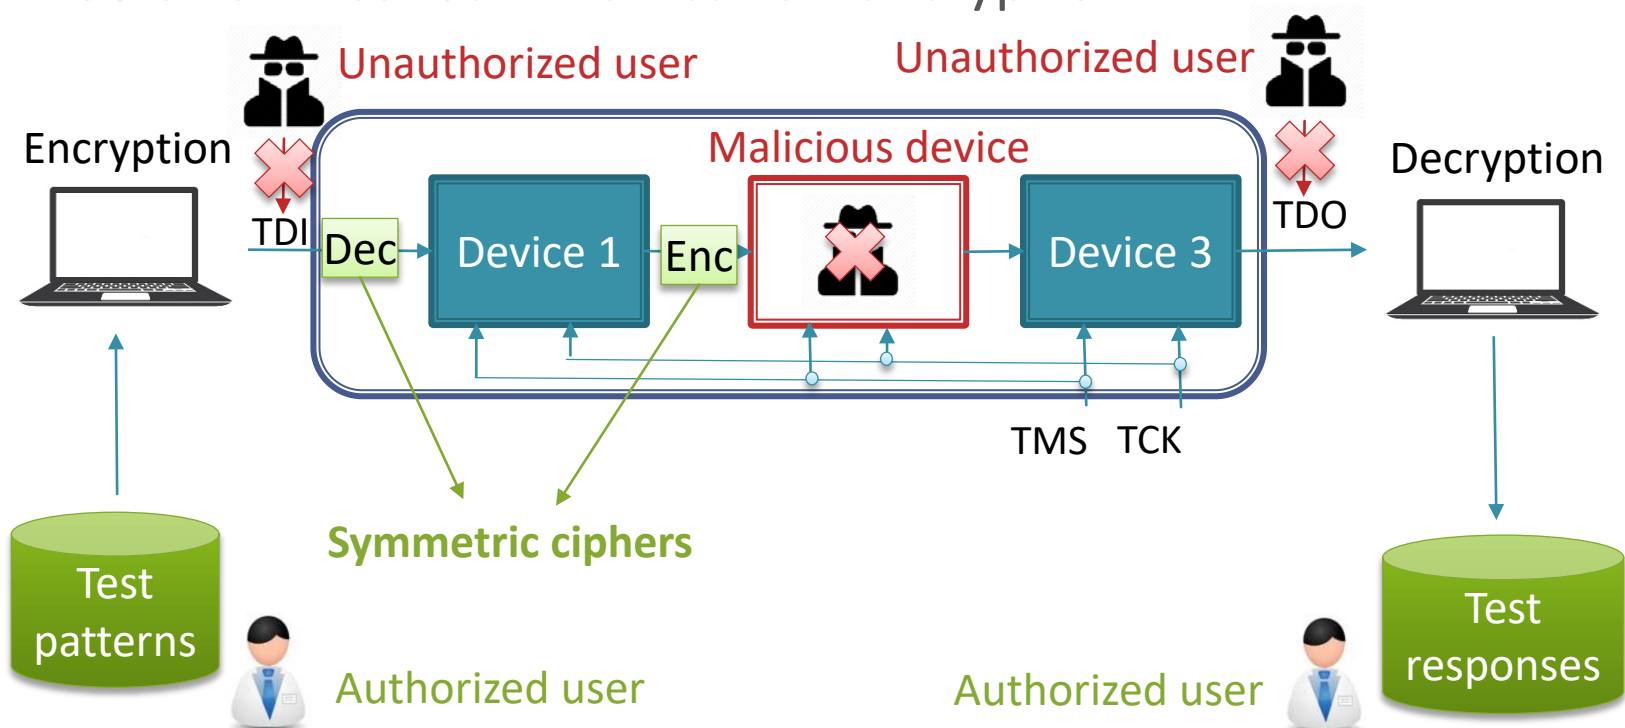 Unauthorized user
Unauthorized user
Encryption
Malicious device
Decryption
TDI
TDO
Dec
Device 1
Enc
Device 3
TMS
TCK
Symmetric ciphers
Test
patterns
Test
responses
Authorized user
Authorized user